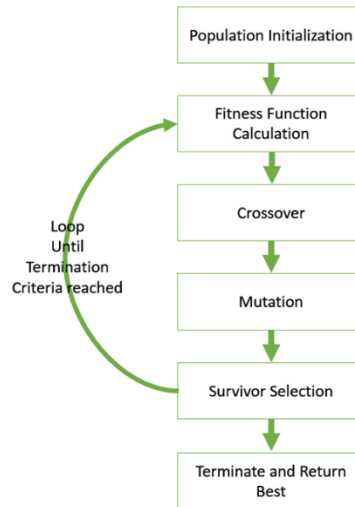 Population Initialization
Fitness Function
Calculation
Crossover
Loop
Until
Termination
Criteria reached
Mutation
Survivor Selection
Terminate and Return
Best